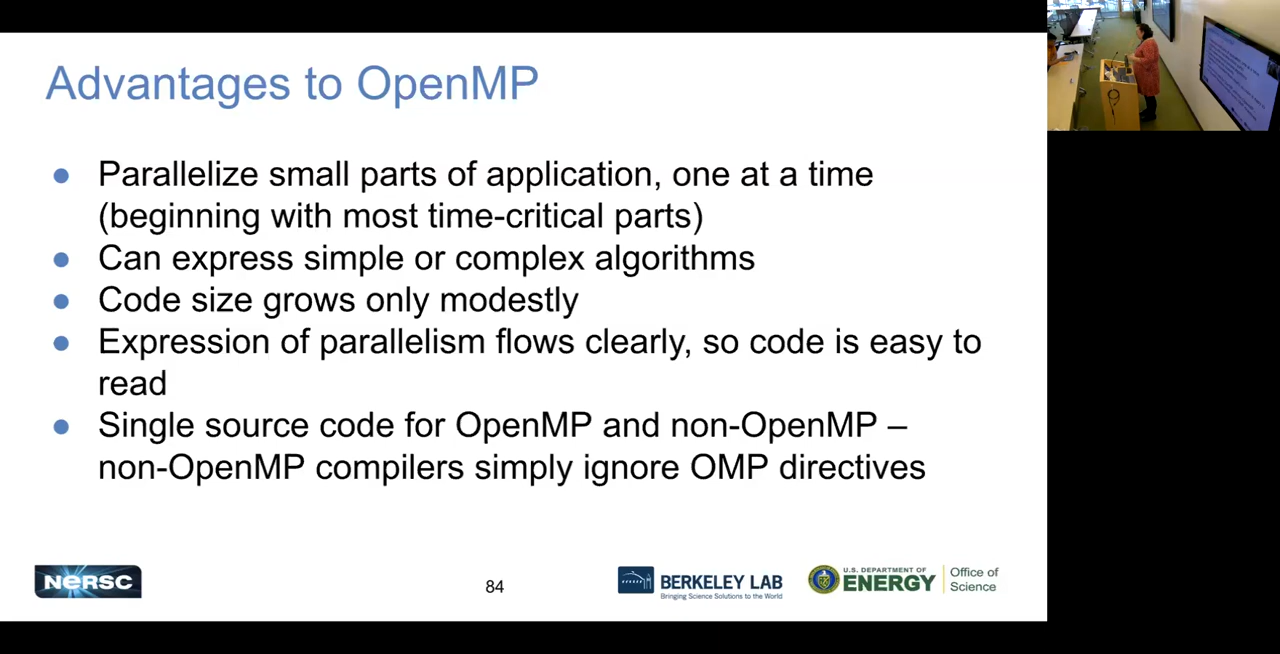 Advantages to OpenMP
Parallelize small parts of application, one at a time
(beginning with most time-critical parts)
Can express simple or complex algorithms
Code size grows only modestly
Expression of parallelism flows clearly, so code is easy to
read
Single source code for OpenMP and non-OpenMP –
non-OpenMP compilers simply ignore OMP directives
NERSC
84
BERKELEY LAB
Bringing Science Solutions to the World
U.S. DEPARTMENT OF
ENERGY
Office of
Science